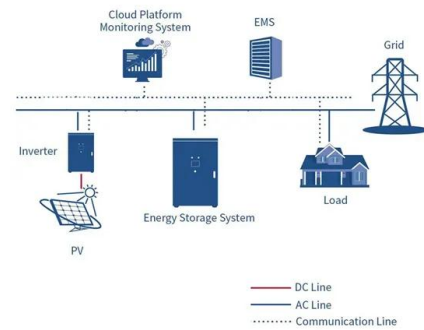 Cloud Platform
Monitoring System
EMS
Grid
Inverter
Energy Storage System
Load
PV
DC Line
AC Line
Communication Line